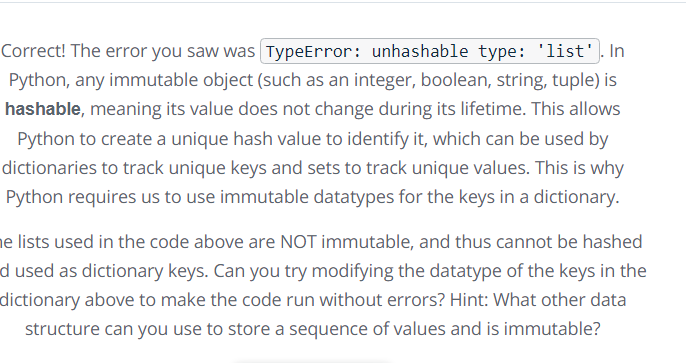 Correct! The error you saw was TypeError: unhashable type: 'list'. In
Python, any immutable object (such as an integer, boolean, string, tuple) is
hashable, meaning its value does not change during its lifetime. This allows
Python to create a unique hash value to identify it, which can be used by
dictionaries to track unique keys and sets to track unique values. This is why
Python requires us to use immutable datatypes for the keys in a dictionary.
he lists used in the code above are NOT immutable, and thus cannot be hashed
d used as dictionary keys. Can you try modifying the datatype of the keys in the
dictionary above to make the code run without errors? Hint: What other data
structure can you use to store a sequence of values and is immutable?